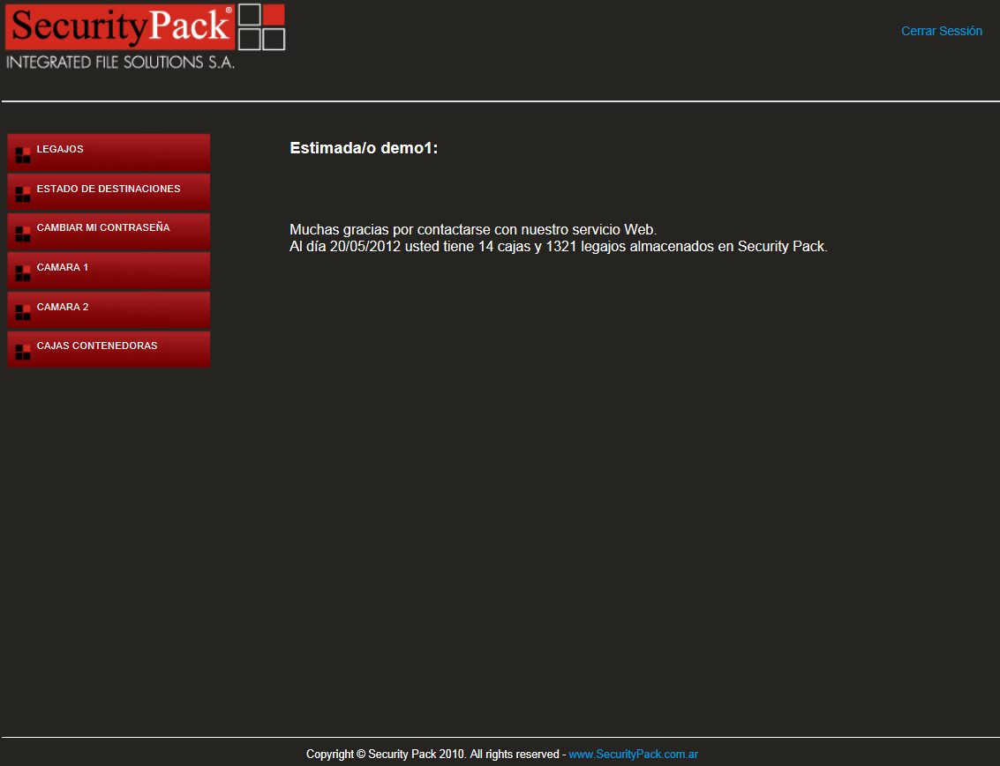 SecurityPack®
INTEGRATED FILE SOLUTIONS S.A.
Cerrar Sessión
LEGAJOS
ESTADO DE DESTINACIONES
CAMBIAR MI CONTRASEÑA
CAMARA 1
CAMARA 2
CAJAS CONTENEDORAS
Estimada/o demo1:
Muchas gracias por contactarse con nuestro servicio Web.
Al día 20/05/2012 usted tiene 14 cajas y 1321 legajos almacenados en Security Pack.
Copyright © Security Pack 2010. All rights reserved - www.SecurityPack.com.ar